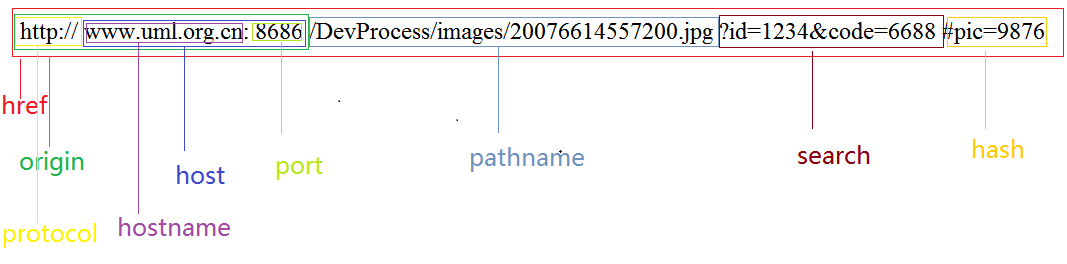 http:// www.uml.org.cn: 8686 /DevProcess/images/20076614557200.jpg ?id=1234&code=6688 #pic=9876
href
origin
host
port
pathname
search
hash
protocol
hostname